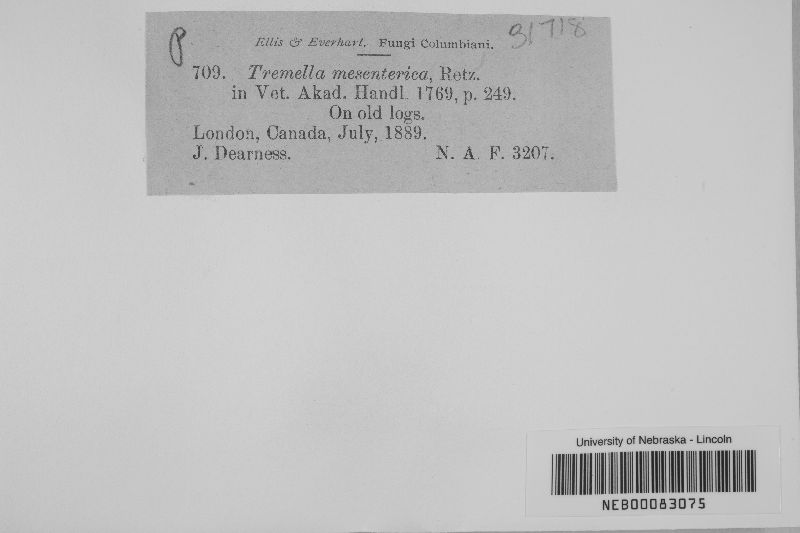 P
Ellis & Everhart. Fungi Columbiani.
31718
709. Tremella mesenterica, Retz.
in Vet. Akad. Handl. 1769, p. 249.
On old logs.
London, Canada, July, 1889.
J. Dearness. N. A. F. 3207.
University of Nebraska - Lincoln
NEB00083075